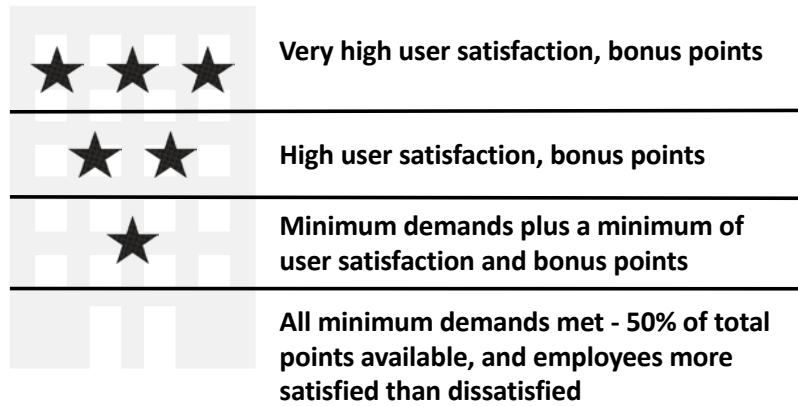 Very high user satisfaction, bonus points
High user satisfaction, bonus points
Minimum demands plus a minimum of
user satisfaction and bonus points
All minimum demands met - 50% of total
points available, and employees more
satisfied than dissatisfied